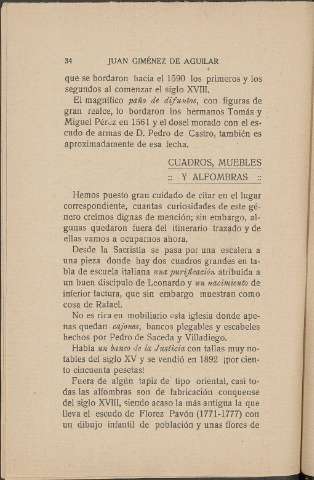 34 JUAN GIMÉNEZ DE AGUILAR
que se bordaron hacia el 1590 los primeros y los
segundos al comenzar el siglo XVIII.
El magnífico paño de difuntos, con figuras de
gran realce, lo bordaron los hermanos Tomás y
Miguel Pérez en 1561 y el dosel morado con el es-
cudo de armas de D. Pedro de Castro, también es
aproximadamente de esa fecha.
CUADROS, MUEBLES
:: Y ALFOMBRAS ::
Hemos puesto gran cuidado de citar en el lugar
correspondiente, cuantas curiosidades de este gé-
nero creímos dignas de mención; sin embargo, al-
gunas quedaron fuera del itinerario trazado y de
ellas vamos a ocuparnos ahora.
Desde la Sacristía se pasa por una escalera a
una pieza donde hay dos cuadros grandes en ta-
bla de escuela italiana una purificación atribuida a
un buen discípulo de Leonardo y un nacimiento de
inferior factura, que sin embargo muestran como
cosa de Rafael.
No es rica en mobiliario esta iglesia donde ape-
nas quedan cajonas, bancos plegables y escabeles
hechos por Pedro de Saceda y Villadiego.
Había un banco de la Justicia con tallas muy no-
tables del siglo XV y se vendió en 1892 ¡por cien-
to cincuenta pesetas!
Fuera de algún tapiz de tipo oriental, casi to-
das las alfombras son de fabricación conquense
del siglo XVIII, siendo acaso la más antigua la que
lleva el escudo de Florez Pavón (1771-1777) con
un dibujo infantil de población y unas flores de